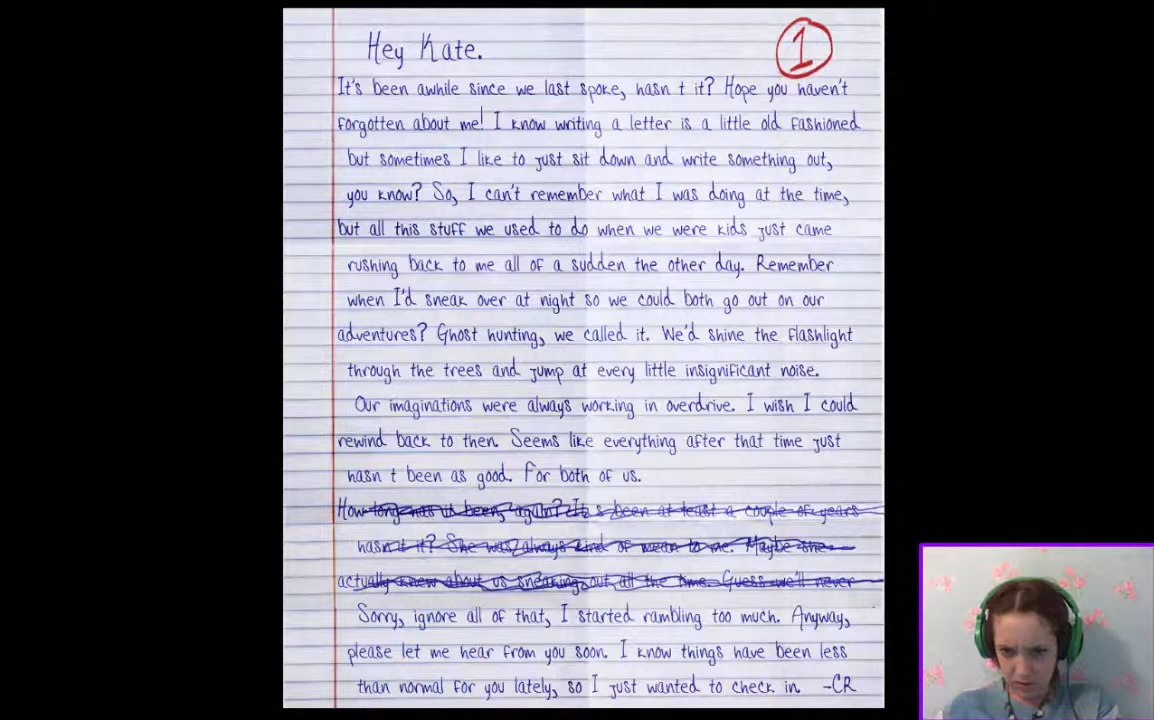 Hey Kate.
1
It's been awhile since we last spoke, hasn t it? Hope you haven't
forgotten about me! I know writing a letter is a little old fashioned
but sometimes I like to just sit down and write something out,
you know? So, I can't remember what I was doing at the time,
but all this stuff we used to do when we were kids just came
rushing back to me all of a sudden the other day. Remember
when I'd sneak over at night so we could both go out on our
adventures? Ghost hunting, we called it. We'd shine the flashlight
through the trees and jump at every little insignificant noise.
Our imaginations were always working in overdrive. I wish I could
rewind back to then. Seems like everything after that time just
hasn t been as good. For both of us.
How long has it been, again? It s been at least a couple of years
hasn t it? She was always kind of mean to me. Maybe she
actually knew about us sneaking out all the time. Guess we'll never
Sorry, ignore all of that, I started rambling too much. Anyway,
please let me hear from you soon. I know things have been less
than normal for you lately, so I just wanted to check in. -CR